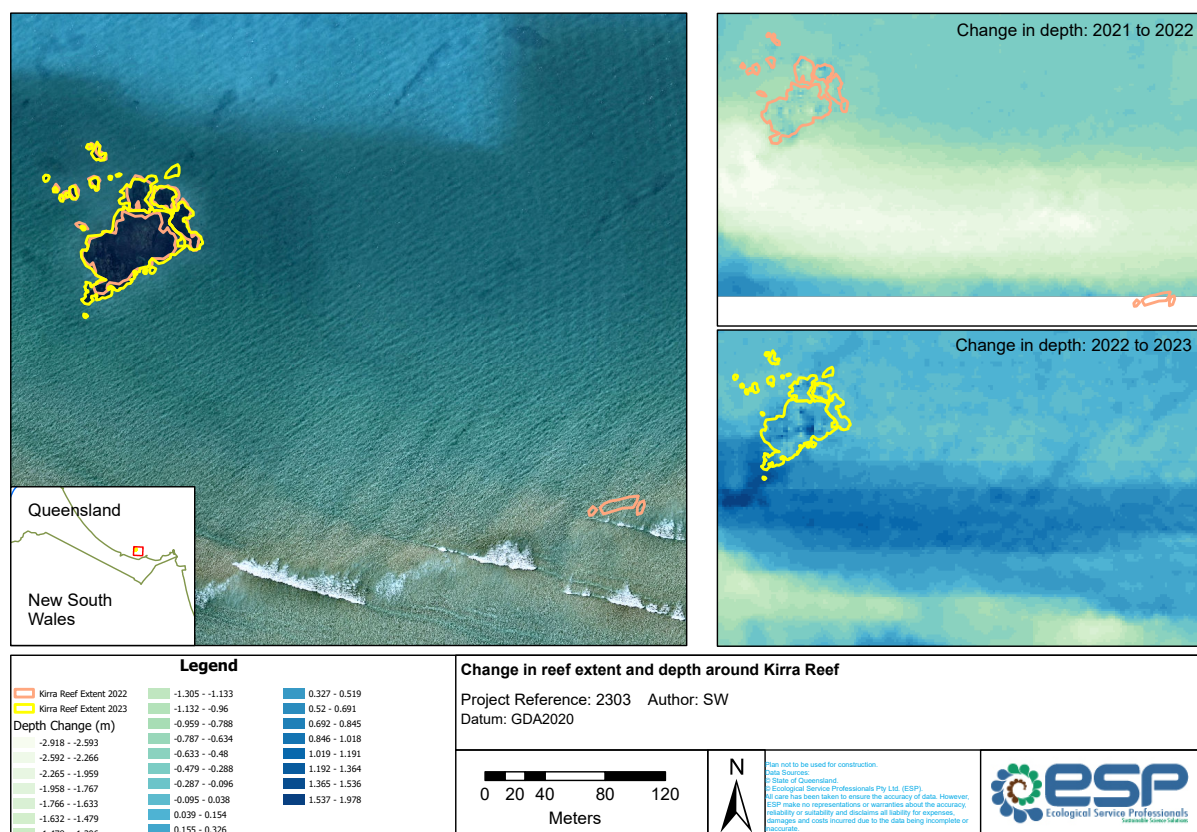 Change in depth: 2021 to 2022
Change in depth: 2022 to 2023
Queensland
New South
Wales
Legend
Kirra Reef Extent 2022
Kirra Reef Extent 2023
Depth Change (m)
-2.918 - -2.593
-2.592 - -2.266
-2.265 - -1.959
-1.958 - -1.767
-1.766 - -1.633
-1.632 - -1.479
-1.305 - -1.133
-1.132 - -0.96
-0.959 - -0.788
-0.787 - -0.634
-0.633 - -0.48
-0.479 - -0.288
-0.287 - -0.096
-0.095 - 0.038
0.039 - 0.154
0.155 - 0.326
0.327 - 0.519
0.52 - 0.691
0.692 - 0.845
0.846 - 1.018
1.019 - 1.191
1.192 - 1.364
1.365 - 1.536
1.537 - 1.978
Change in reef extent and depth around Kirra Reef
Project Reference: 2303 Author: SW
Datum: GDA2020
0 20 40 80 120
Meters
N
Plan not to be used for construction.
Data Sources:
© State of Queensland.
© Ecological Service Professionals Pty Ltd. (ESP)
All care has been taken to ensure the accuracy of data. However,
ESP make no representations or warranties about the accuracy,
reliability or suitability and disclaims all liability for expenses,
damages and costs incurred due to the data being incomplete or
inaccurate.
esp
Ecological Service Professionals
Sustainable Science Solutions